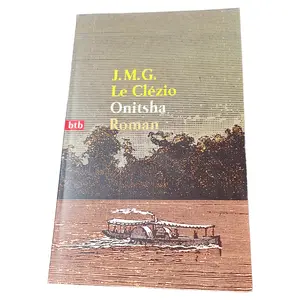 J.M.G.
Le Clézio
Onitsha
btb
Roman